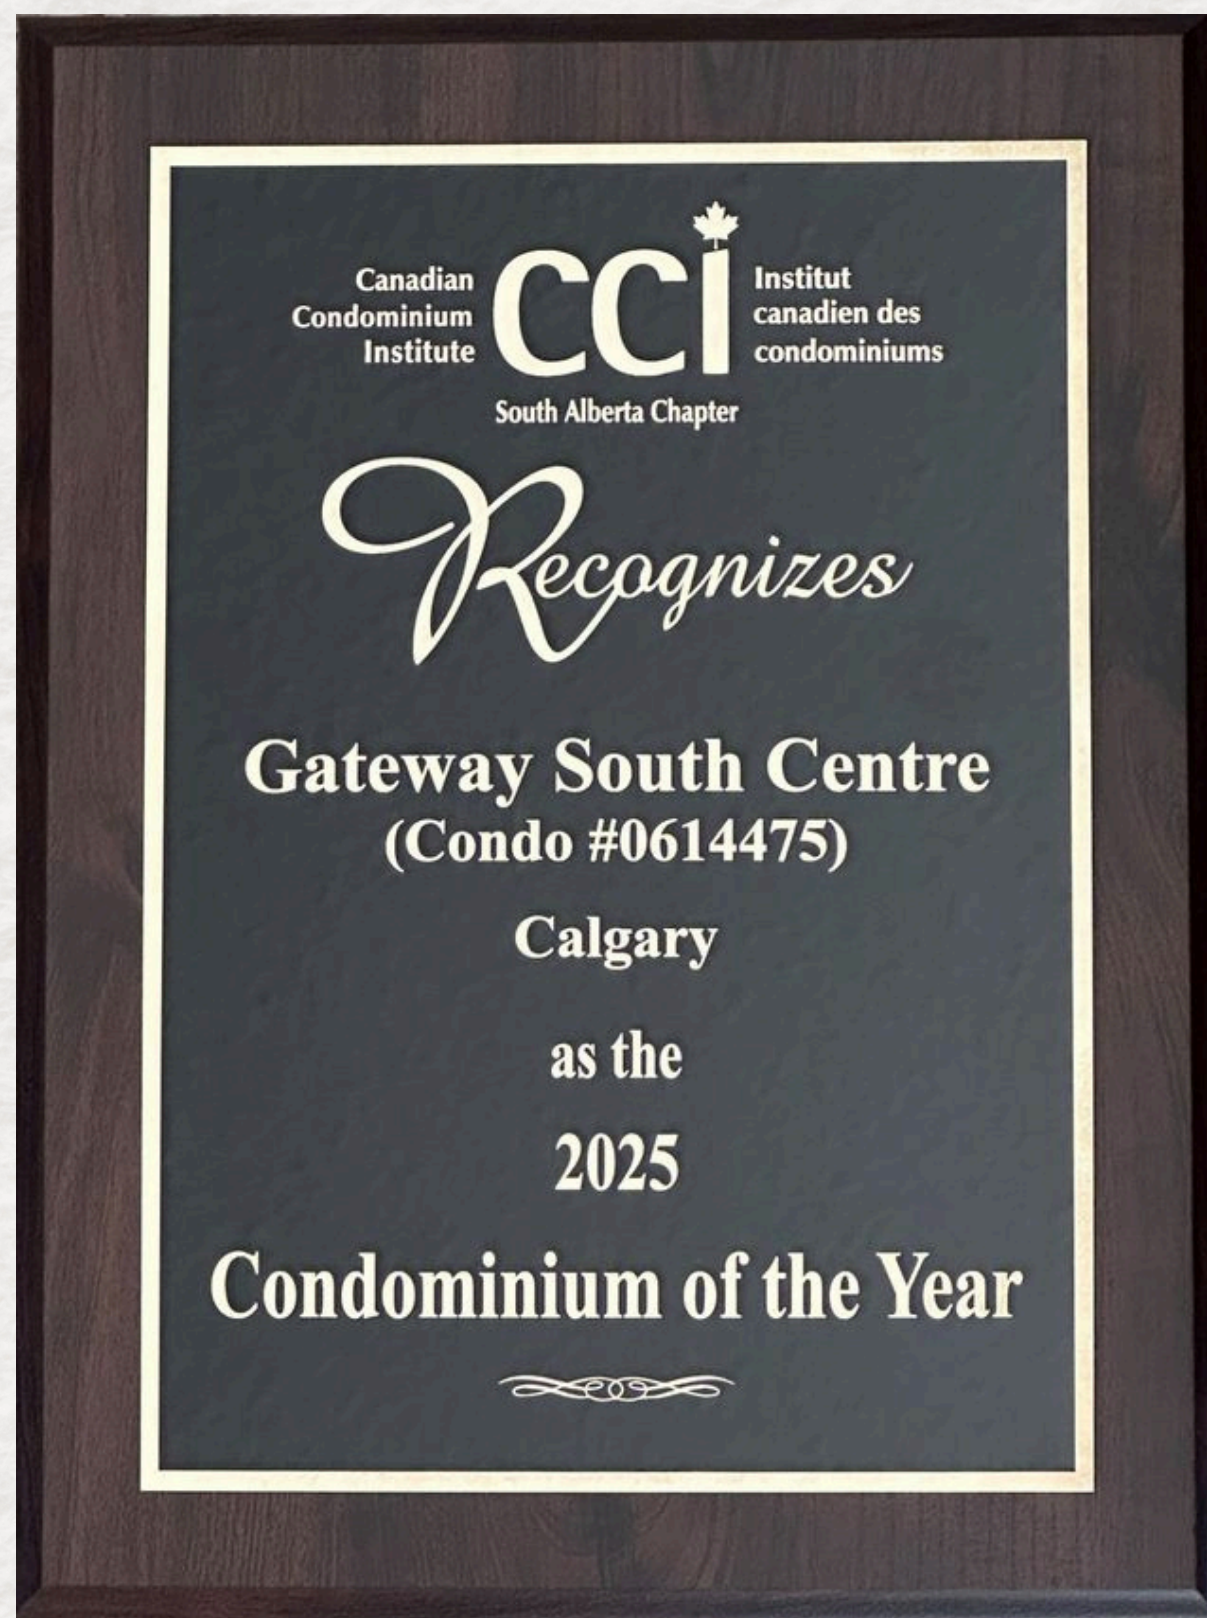 Canadian
Condominium
Institute
CCI
Institut
canadien des
condominiums
South Alberta Chapter
Recognizes
Gateway South Centre
(Condo #0614475)
Calgary
as the
2025
Condominium of the Year